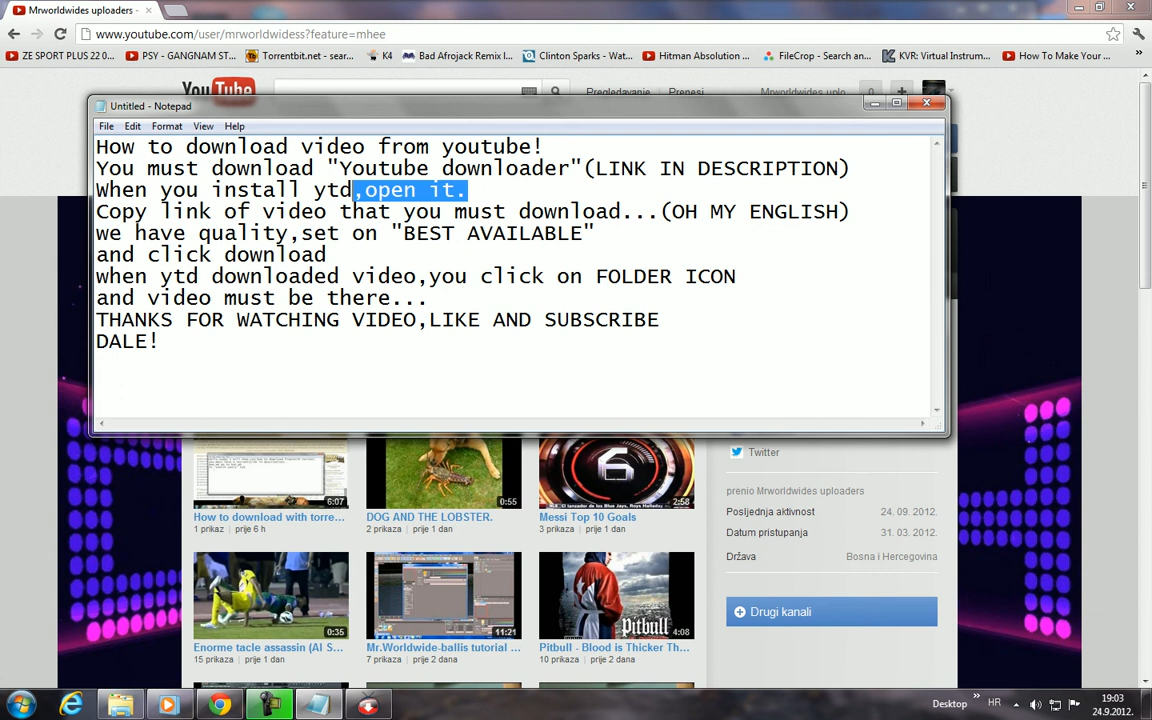 Mrworldwides uploaders -
www.youtube.com/user/mrworldwidess?feature=mhee
ZE SPORT PLUS 22 0...
PSY - GANGNAM ST...
Torrentbit.net - sear...
K4
Bad Afrojack Remix I...
Clinton Sparks - Wat...
Hitman Absolution ...
FileCrop - Search an...
KVR: Virtual Instrum...
How To Make Your ...
»
YouTube
Pregledavanje
Prenesi
Mrworldwides uplo
Untitled - Notepad
File Edit Format View Help
How to download video from youtube!
You must download "Youtube downloader"(LINK IN DESCRIPTION)
When you install ytd,open it.
Copy link of video that you must download...(OH MY ENGLISH)
we have quality,set on "BEST AVAILABLE"
and click download
when ytd downloaded video,you click on FOLDER ICON
and video must be there...
THANKS FOR WATCHING VIDEO,LIKE AND SUBSCRIBE
DALE!
6:07
0:55
6
2:58
How to download with torre...
1 prikaz | prije 6 h
DOG AND THE LOBSTER.
2 prikaza | prije 1 dan
Messi Top 10 Goals
3 prikaza | prije 1 dan
Twitter
prenio Mrworldwides uploaders
Posljednja aktivnost 24. 09. 2012.
Datum pristupanja 31. 03. 2012.
Država Bosna i Hercegovina
Drugi kanali
0:35
11:21
Pitbull
4:08
Enorme tacle assassin (Al S...
15 prikaza | prije 1 dan
Mr.Worldwide-ballis tutorial ...
7 prikaza | prije 2 dana
Pitbull - Blood is Thicker Th...
10 prikaza | prije 2 dana
Desktop
»
HR
19:03
24.9.2012.